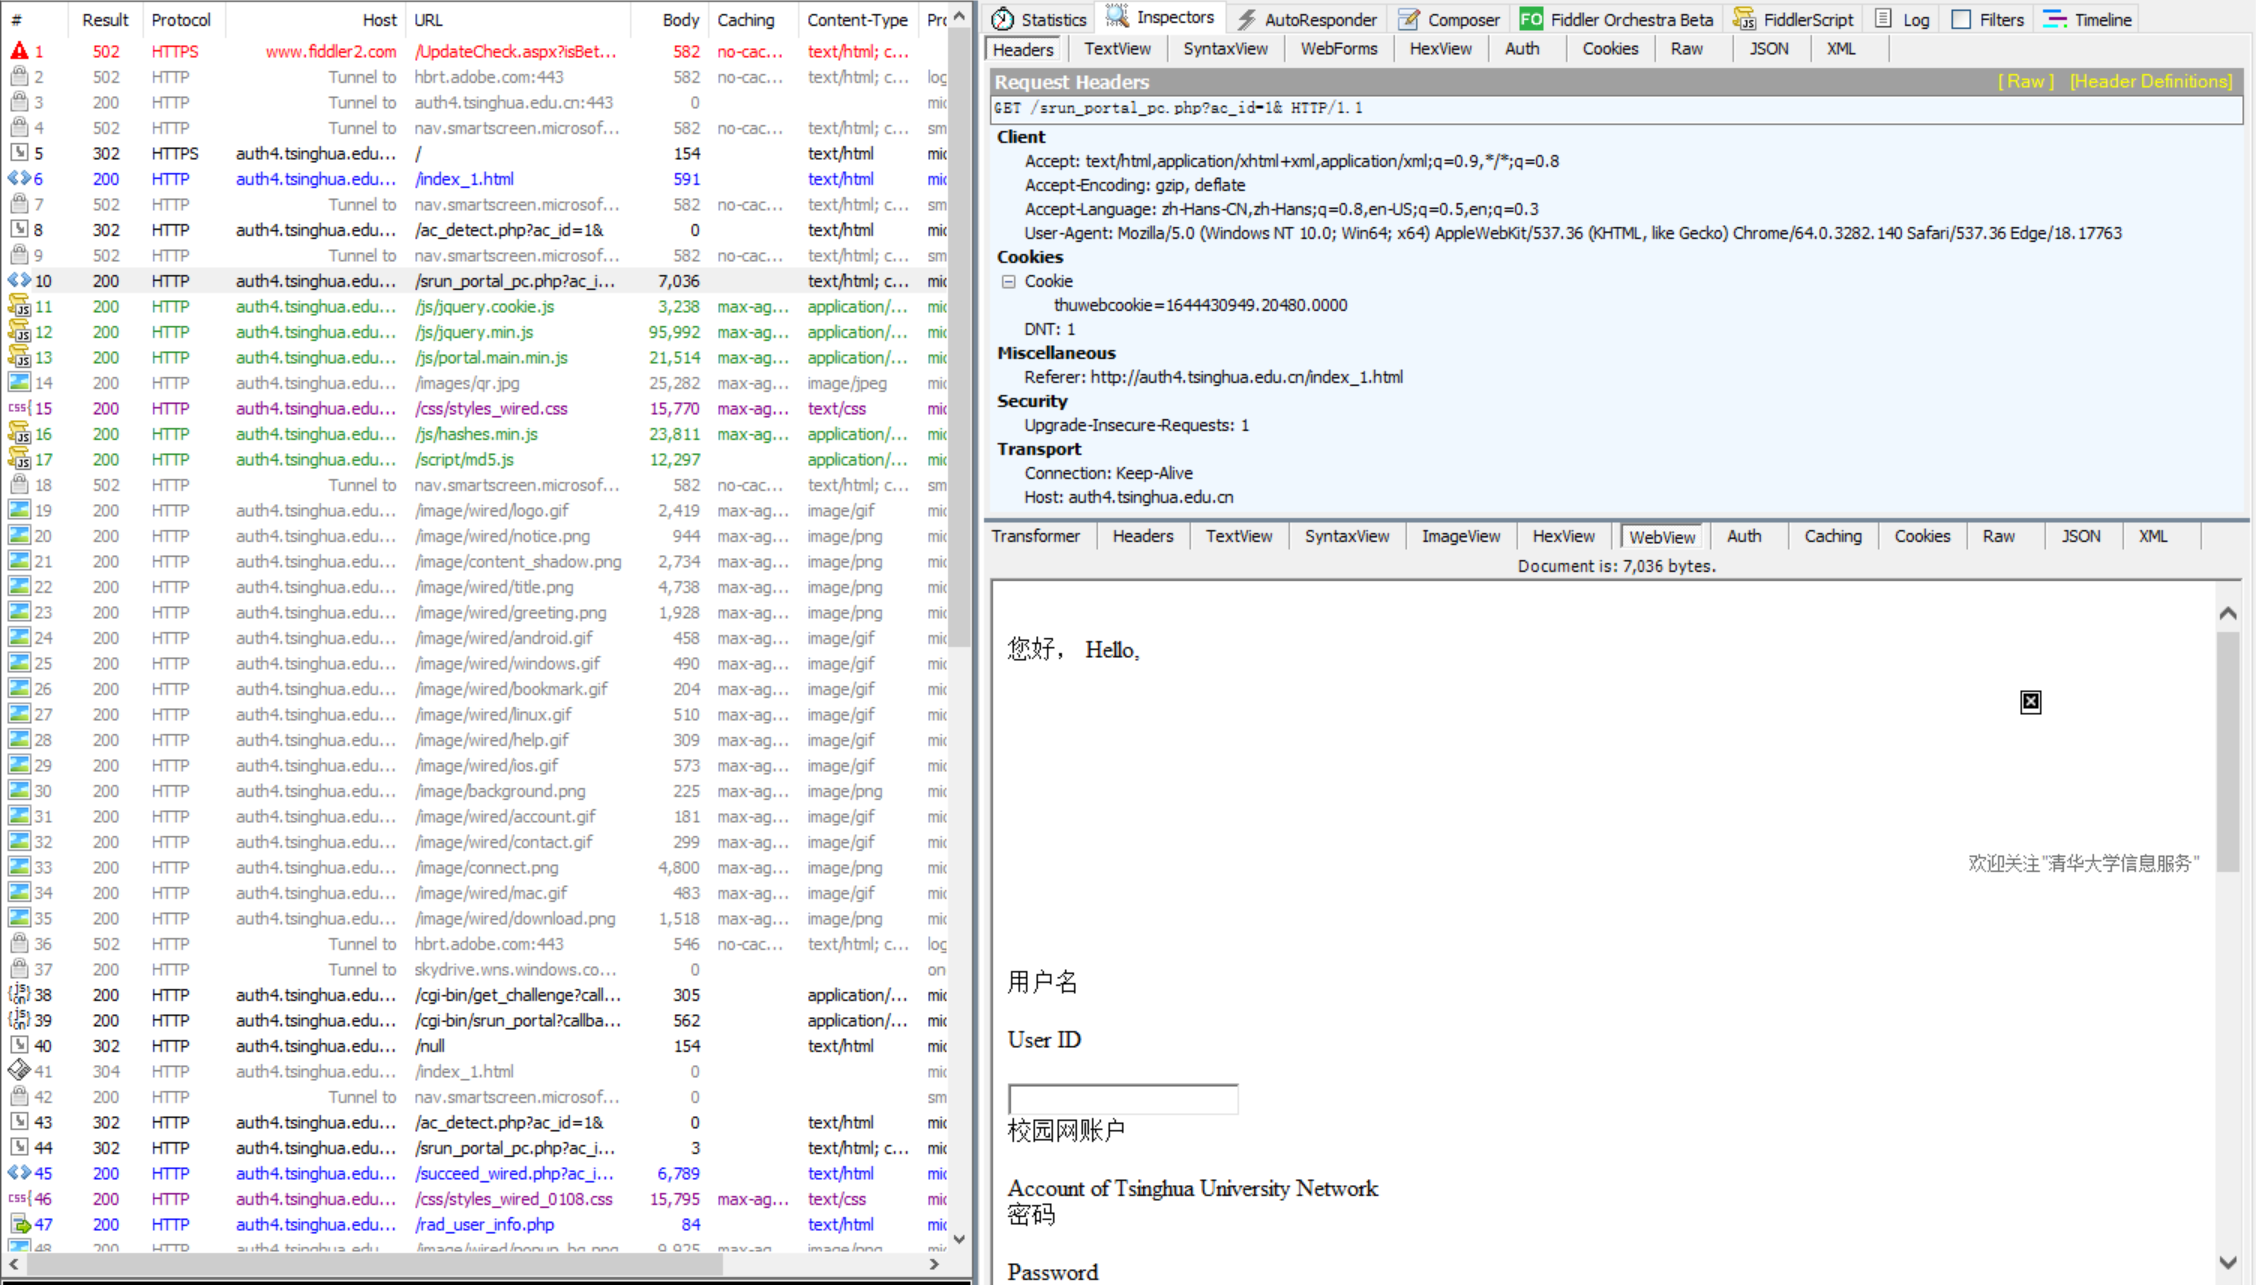 # Result Protocol Host URL Body Caching Content-Type Prc
1 502 HTTPS www.fiddler2.com /UpdateCheck.aspx?isBet... 582 no-cac... text/html; c...
2 502 HTTP Tunnel to hbrt.adobe.com:443 582 no-cac... text/html; c... log
3 200 HTTP Tunnel to auth4.tsinghua.edu.cn:443 0 mic
4 502 HTTP Tunnel to nav.smartscreen.microsof... 582 no-cac... text/html; c... sm
5 302 HTTPS auth4.tsinghua.edu... / 154 text/html mic
6 200 HTTP auth4.tsinghua.edu... /index_1.html 591 text/html mic
7 502 HTTP Tunnel to nav.smartscreen.microsof... 582 no-cac... text/html; c... sm
8 302 HTTP auth4.tsinghua.edu... /ac_detect.php?ac_id=1& 0 text/html mic
9 502 HTTP Tunnel to nav.smartscreen.microsof... 582 no-cac... text/html; c... sm
10 200 HTTP auth4.tsinghua.edu... /srun_portal_pc.php?ac_i... 7,036 text/html; c... mic
11 200 HTTP auth4.tsinghua.edu... /js/jquery.cookie.js 3,238 max-ag... application/... mic
12 200 HTTP auth4.tsinghua.edu... /js/jquery.min.js 95,992 max-ag... application/... mic
13 200 HTTP auth4.tsinghua.edu... /js/portal.main.min.js 21,514 max-ag... application/... mic
14 200 HTTP auth4.tsinghua.edu... /images/qr.jpg 25,282 max-ag... image/jpeg mic
15 200 HTTP auth4.tsinghua.edu... /css/styles_wired.css 15,770 max-ag... text/css mic
16 200 HTTP auth4.tsinghua.edu... /js/hashes.min.js 23,811 max-ag... application/... mic
17 200 HTTP auth4.tsinghua.edu... /script/md5.js 12,297 application/... mic
18 502 HTTP Tunnel to nav.smartscreen.microsof... 582 no-cac... text/html; c... sm
19 200 HTTP auth4.tsinghua.edu... /image/wired/logo.gif 2,419 max-ag... image/gif mic
20 200 HTTP auth4.tsinghua.edu... /image/wired/notice.png 944 max-ag... image/png mic
21 200 HTTP auth4.tsinghua.edu... /image/content_shadow.png 2,734 max-ag... image/png mic
22 200 HTTP auth4.tsinghua.edu... /image/wired/title.png 4,738 max-ag... image/png mic
23 200 HTTP auth4.tsinghua.edu... /image/wired/greeting.png 1,928 max-ag... image/png mic
24 200 HTTP auth4.tsinghua.edu... /image/wired/android.gif 458 max-ag... image/gif mic
25 200 HTTP auth4.tsinghua.edu... /image/wired/windows.gif 490 max-ag... image/gif mic
26 200 HTTP auth4.tsinghua.edu... /image/wired/bookmark.gif 204 max-ag... image/gif mic
27 200 HTTP auth4.tsinghua.edu... /image/wired/linux.gif 510 max-ag... image/gif mic
28 200 HTTP auth4.tsinghua.edu... /image/wired/help.gif 309 max-ag... image/gif mic
29 200 HTTP auth4.tsinghua.edu... /image/wired/ios.gif 573 max-ag... image/gif mic
30 200 HTTP auth4.tsinghua.edu... /image/background.png 225 max-ag... image/png mic
31 200 HTTP auth4.tsinghua.edu... /image/wired/account.gif 181 max-ag... image/gif mic
32 200 HTTP auth4.tsinghua.edu... /image/wired/contact.gif 299 max-ag... image/gif mic
33 200 HTTP auth4.tsinghua.edu... /image/connect.png 4,800 max-ag... image/png mic
34 200 HTTP auth4.tsinghua.edu... /image/wired/mac.gif 483 max-ag... image/gif mic
35 200 HTTP auth4.tsinghua.edu... /image/wired/download.png 1,518 max-ag... image/png mic
36 502 HTTP Tunnel to hbrt.adobe.com:443 546 no-cac... text/html; c... log
37 200 HTTP Tunnel to skydrive.wns.windows.co... 0 on
38 200 HTTP auth4.tsinghua.edu... /cgi-bin/get_challenge?call... 305 application/... mic
39 200 HTTP auth4.tsinghua.edu... /cgi-bin/srun_portal?callba... 562 application/... mic
40 302 HTTP auth4.tsinghua.edu... /null 154 text/html mic
41 304 HTTP auth4.tsinghua.edu... /index_1.html 0 mic
42 200 HTTP Tunnel to nav.smartscreen.microsof... 0 sm
43 302 HTTP auth4.tsinghua.edu... /ac_detect.php?ac_id=1& 0 text/html mic
44 302 HTTP auth4.tsinghua.edu... /srun_portal_pc.php?ac_i... 3 text/html; c... mic
45 200 HTTP auth4.tsinghua.edu... /succeed_wired.php?ac_i... 6,789 text/html mic
46 200 HTTP auth4.tsinghua.edu... /css/styles_wired_0108.css 15,795 max-ag... text/css mic
47 200 HTTP auth4.tsinghua.edu... /rad_user_info.php 84 text/html mic
48 200 HTTP auth4.tsinghua.edu... /image/wired/popup_bg.png 9,925 max-ag... image/png mic
Statistics Inspectors AutoResponder Composer FO Fiddler Orchestra Beta FiddlerScript Log Filters Timeline
Headers TextView SyntaxView WebForms HexView Auth Cookies Raw JSON XML
Request Headers [ Raw ] [Header Definitions]
GET /srun_portal_pc.php?ac_id=1& HTTP/1.1
Client
Accept: text/html,application/xhtml+xml,application/xml;q=0.9,*/*;q=0.8
Accept-Encoding: gzip, deflate
Accept-Language: zh-Hans-CN,zh-Hans;q=0.8,en-US;q=0.5,en;q=0.3
User-Agent: Mozilla/5.0 (Windows NT 10.0; Win64; x64) AppleWebKit/537.36 (KHTML, like Gecko) Chrome/64.0.3282.140 Safari/537.36 Edge/18.17763
Cookies
Cookie
thuwebcookie=1644430949.20480.0000
DNT: 1
Miscellaneous
Referer: http://auth4.tsinghua.edu.cn/index_1.html
Security
Upgrade-Insecure-Requests: 1
Transport
Connection: Keep-Alive
Host: auth4.tsinghua.edu.cn
Transformer Headers TextView SyntaxView ImageView HexView WebView Auth Caching Cookies Raw JSON XML
Document is: 7,036 bytes.
您好， Hello,
欢迎关注"清华大学信息服务"
用户名
User ID
校园网账户
Account of Tsinghua University Network
密码
Password